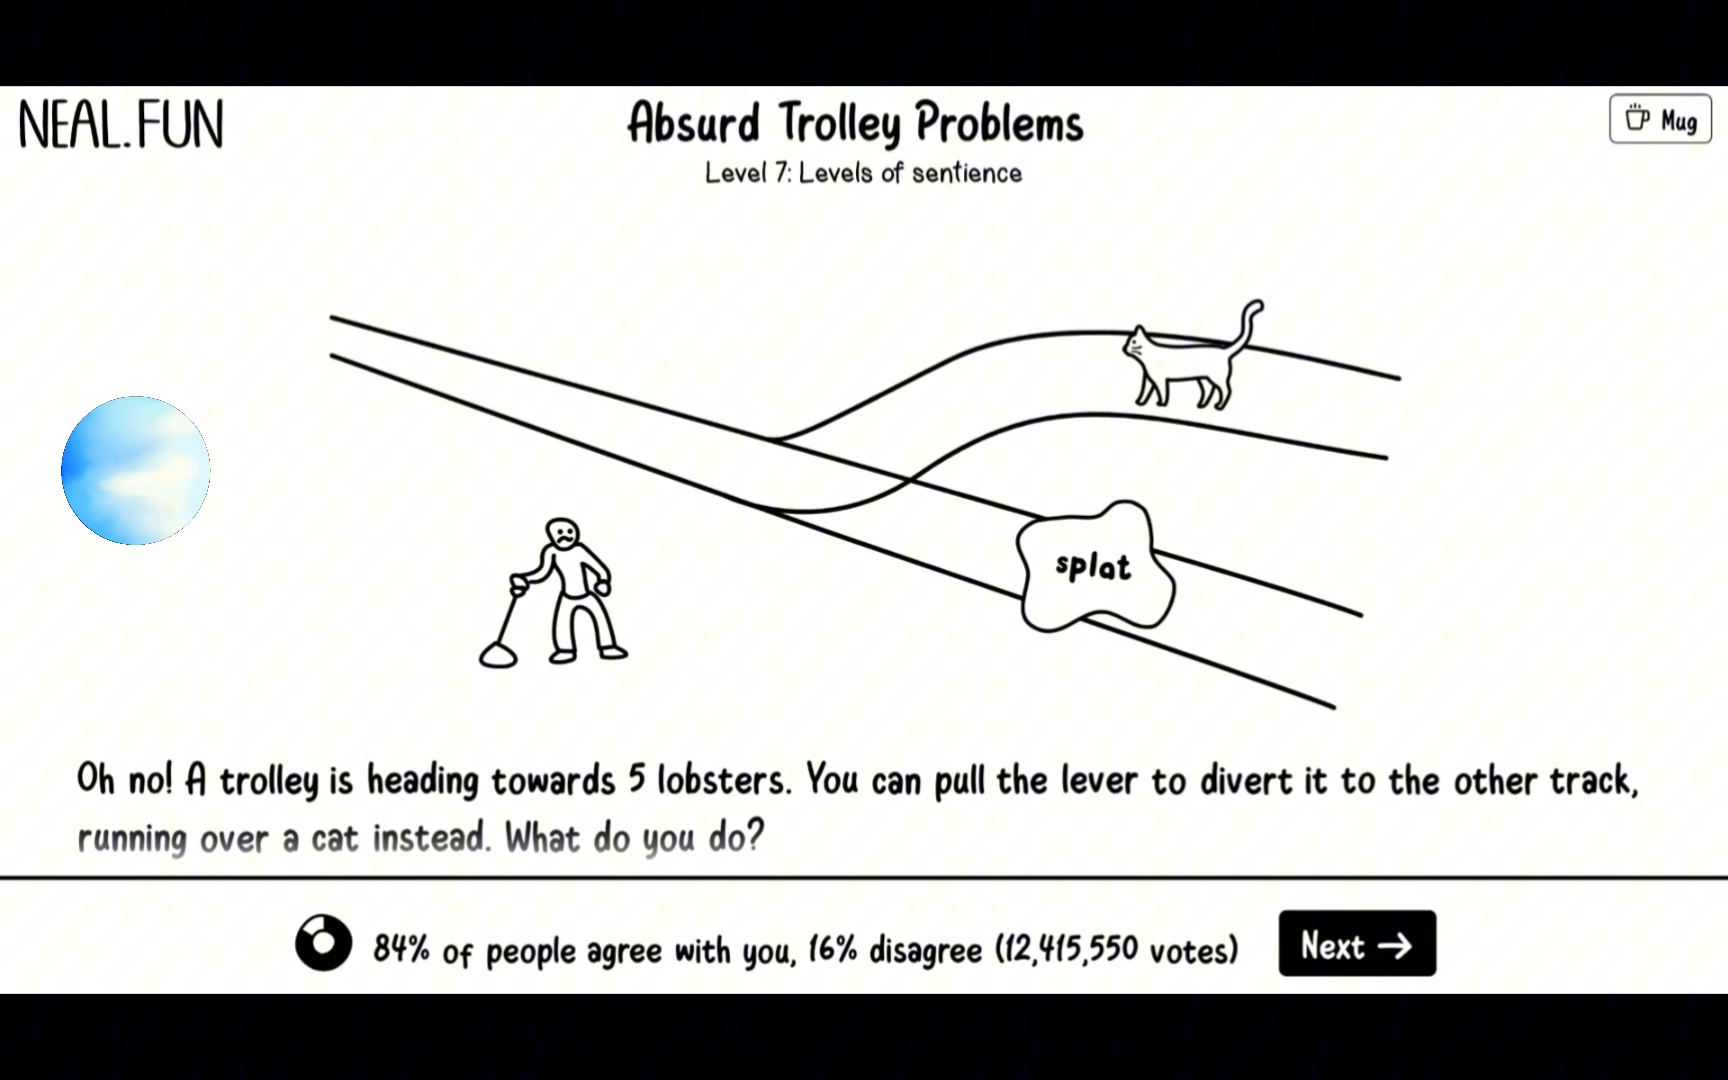 NEAL.FUN
Absurd Trolley Problems
Mug
Level 7: Levels of sentience
splat
Oh no! A trolley is heading towards 5 lobsters. You can pull the lever to divert it to the other track,
running over a cat instead. What do you do?
84% of people agree with you, 16% disagree (12,415,550 votes)
Next →